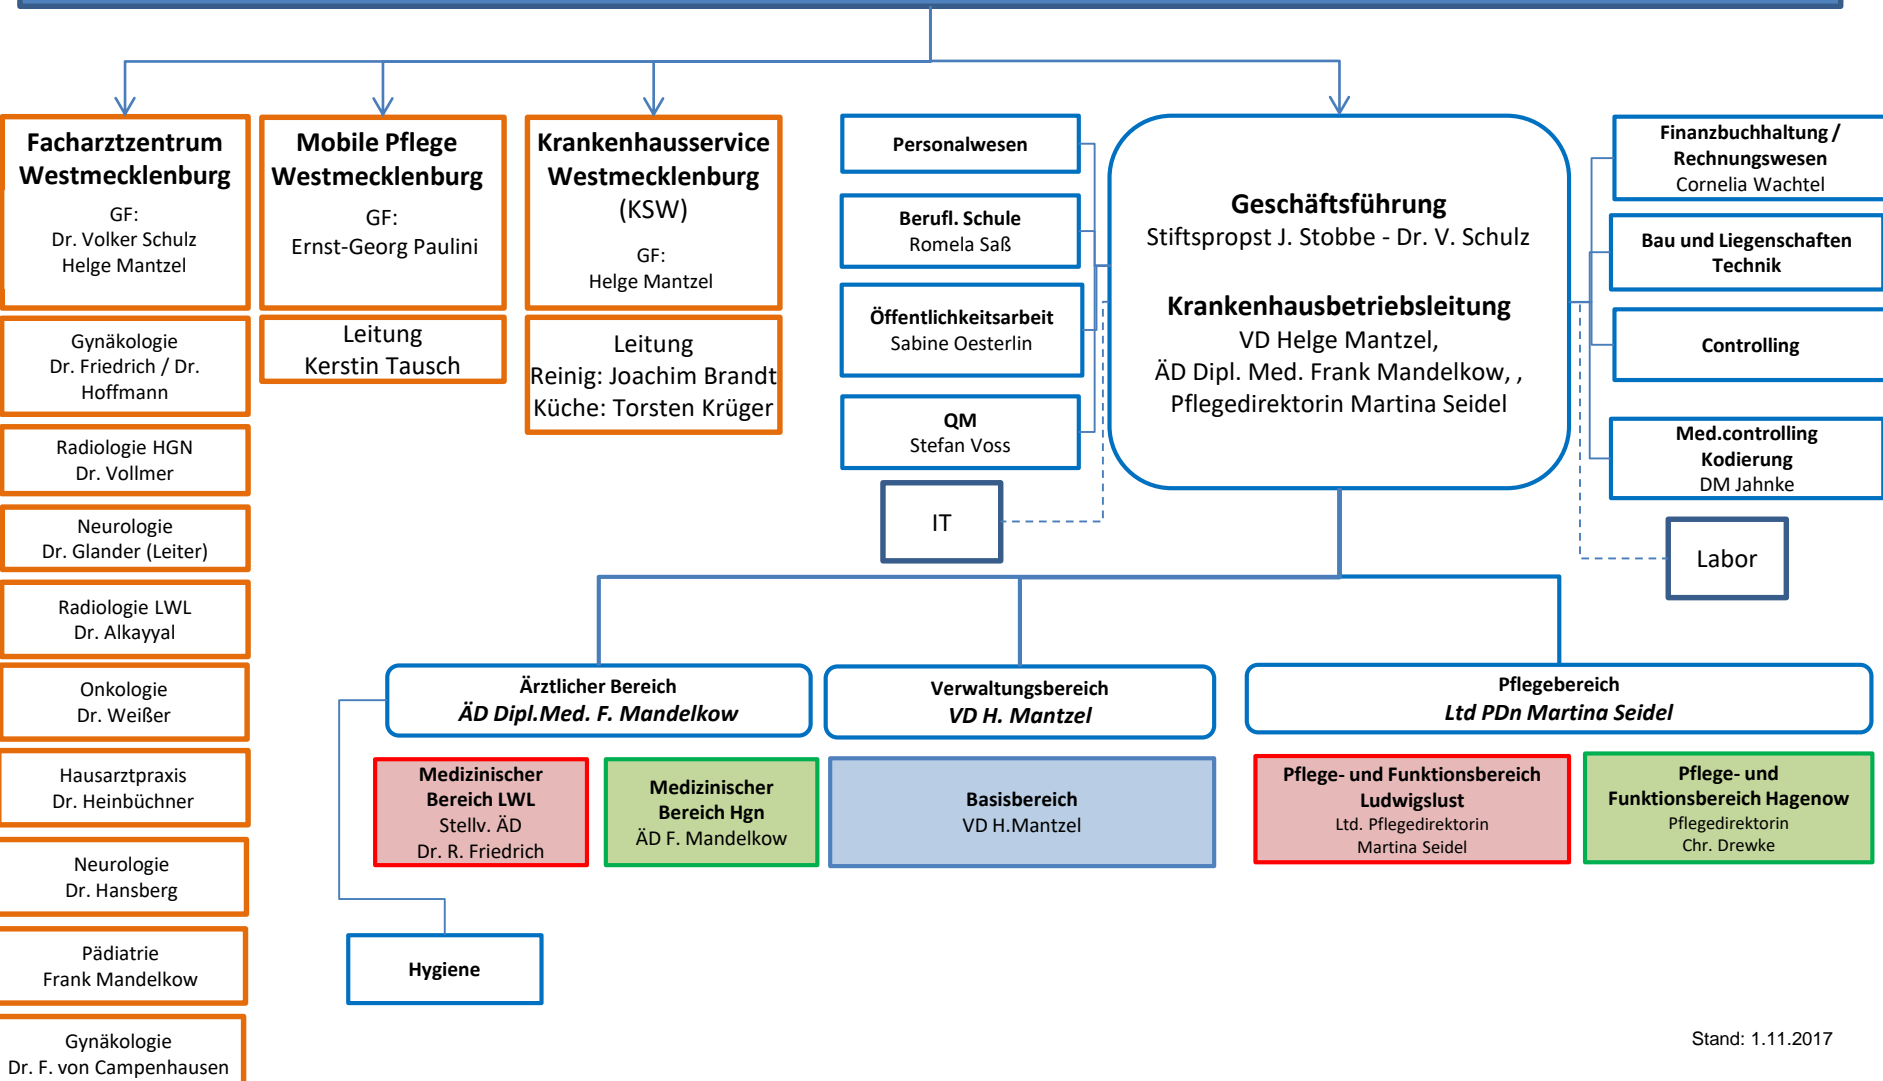 Facharztzentrum
Westmecklenburg
GF:
Dr. Volker Schulz
Helge Mantzel
Gynäkologie
Dr. Friedrich / Dr.
Hoffmann
Radiologie HGN
Dr. Vollmer
Neurologie
Dr. Glander (Leiter)
Radiologie LWL
Dr. Alkayyal
Onkologie
Dr. Weißer
Hausarztpraxis
Dr. Heinbüchner
Neurologie
Dr. Hansberg
Pädiatrie
Frank Mandelkow
Gynäkologie
Dr. F. von Campenhausen
Mobile Pflege
Westmecklenburg
GF:
Ernst-Georg Paulini
Leitung
Kerstin Tausch
Krankenhausservice
Westmecklenburg
(KSW)
GF:
Helge Mantzel
Leitung
Reinig: Joachim Brandt
Küche: Torsten Krüger
Personalwesen
Berufl. Schule
Romela Saß
Öffentlichkeitsarbeit
Sabine Oesterlin
QM
Stefan Voss
IT
Geschäftsführung
Stiftspropst J. Stobbe - Dr. V. Schulz
Krankenhausbetriebsleitung
VD Helge Mantzel,
ÄD Dipl. Med. Frank Mandelkow, ,
Pflegedirektorin Martina Seidel
Finanzbuchhaltung /
Rechnungswesen
Cornelia Wachtel
Bau und Liegenschaften
Technik
Controlling
Med.controlling
Kodierung
DM Jahnke
Labor
Ärztlicher Bereich
ÄD Dipl.Med. F. Mandelkow
Verwaltungsbereich
VD H. Mantzel
Pflegebereich
Ltd PDn Martina Seidel
Medizinischer
Bereich LWL
Stellv. ÄD
Dr. R. Friedrich
Medizinischer
Bereich Hgn
ÄD F. Mandelkow
Basisbereich
VD H.Mantzel
Pflege- und Funktionsbereich
Ludwigslust
Ltd. Pflegedirektorin
Martina Seidel
Pflege- und
Funktionsbereich Hagenow
Pflegedirektorin
Chr. Drewke
Hygiene
Stand: 1.11.2017